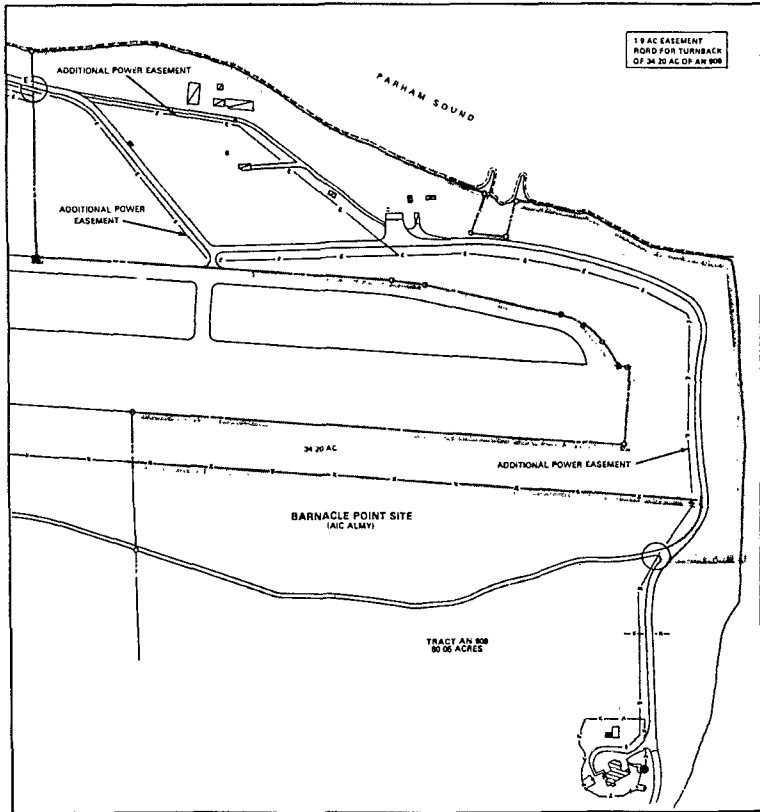 1 9 AC EASEMENT
RORD FOR TURNBACK
OF 34 20 AC OF AN 908
PARHAM SOUND
ADDITIONAL POWER EASEMENT
ADDITIONAL POWER
EASEMENT
34 20 AC
ADDITIONAL POWER EASEMENT
BARNACLE POINT SITE
(AIC ALMY)
TRACT AN 908
80 05 ACRES